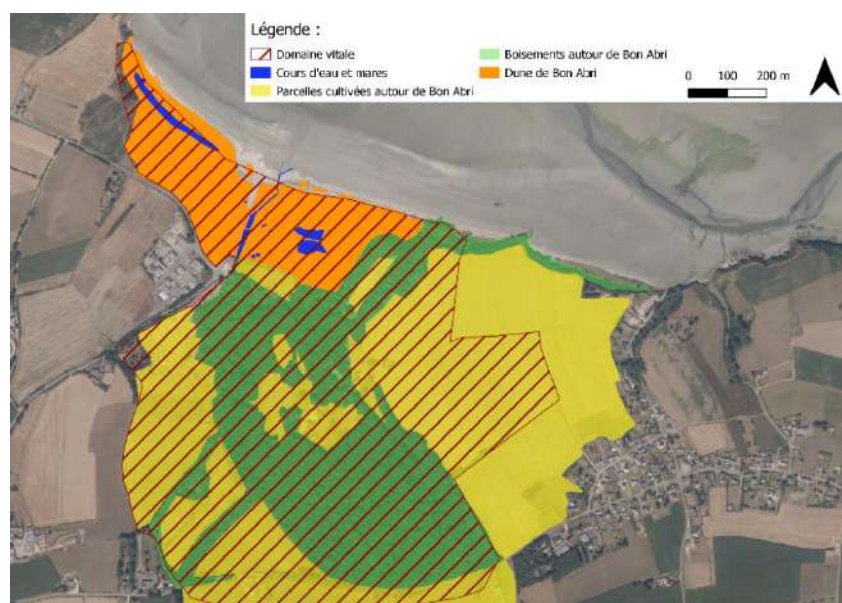 Légende :
Domaine vitale
Cours d'eau et mares
Parcelles cultivées autour de Bon Abri
Boisements autour de Bon Abri
Dune de Bon Abri
0 100 200 m